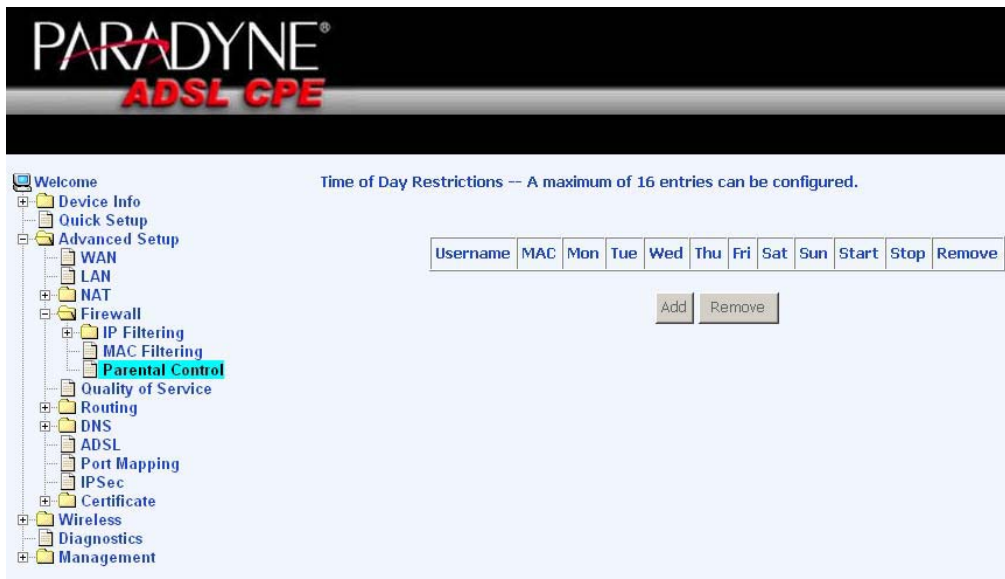 PARADYNE®
ADSL CPE
Welcome
Device Info
Quick Setup
Advanced Setup
WAN
LAN
NAT
Firewall
IP Filtering
MAC Filtering
Parental Control
Quality of Service
Routing
DNS
ADSL
Port Mapping
IPSec
Certificate
Wireless
Diagnostics
Management
Time of Day Restrictions -- A maximum of 16 entries can be configured.
Username MAC Mon Tue Wed Thu Fri Sat Sun Start Stop Remove
Add Remove